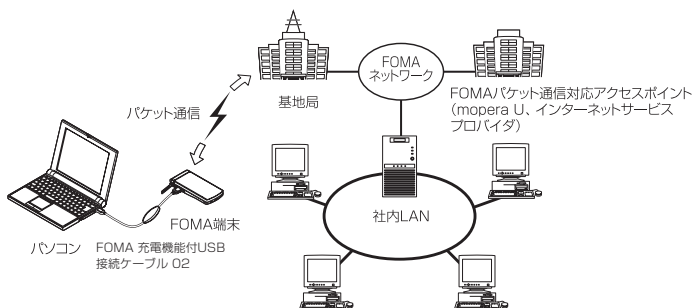 FOMA
ネットワーク
基地局
FOMAパケット通信対応アクセスポイント
(mopera U、インターネットサービス
プロバイダ)
パケット通信
FOMA端末
社内LAN
パソコン
FOMA 充電機能付USB
接続ケーブル 02